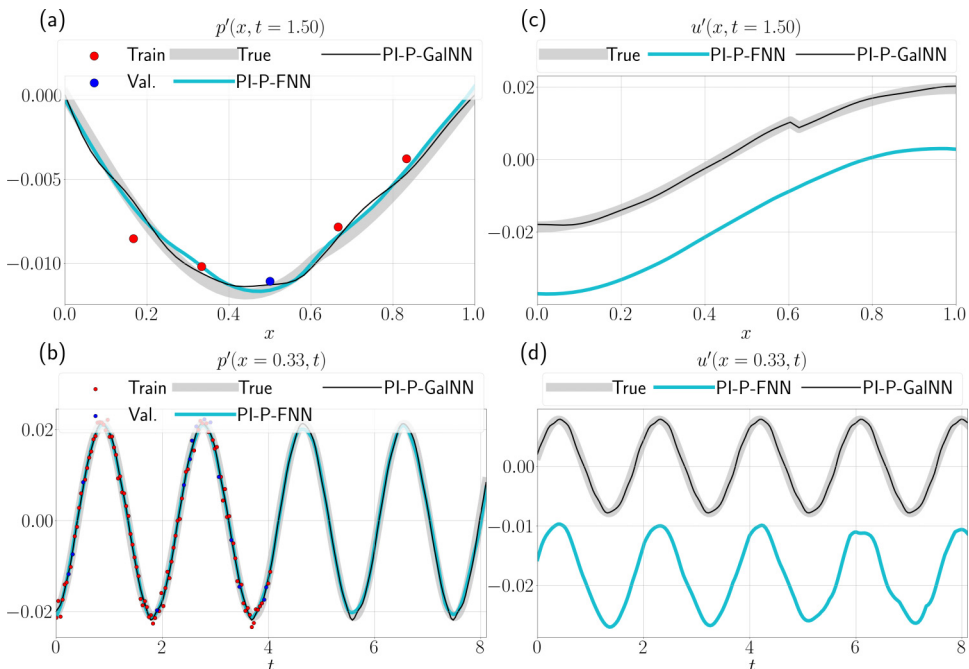 (a)
p′(x, t = 1.50)
Train True PI-P-GalNN
Val. PI-P-FNN
0.000
−0.005
−0.010
0.0 0.2 0.4 0.6 0.8 1.0
x
(c)
u′(x, t = 1.50)
True PI-P-FNN PI-P-GalNN
0.02
0.00
−0.02
0.0 0.2 0.4 0.6 0.8 1.0
x
(b)
p′(x = 0.33, t)
Train True PI-P-GalNN
Val. PI-P-FNN
0.02
0.00
−0.02
0 2 4 6 8
t
(d)
u′(x = 0.33, t)
True PI-P-FNN PI-P-GalNN
0.00
−0.01
−0.02
0 2 4 6 8
t